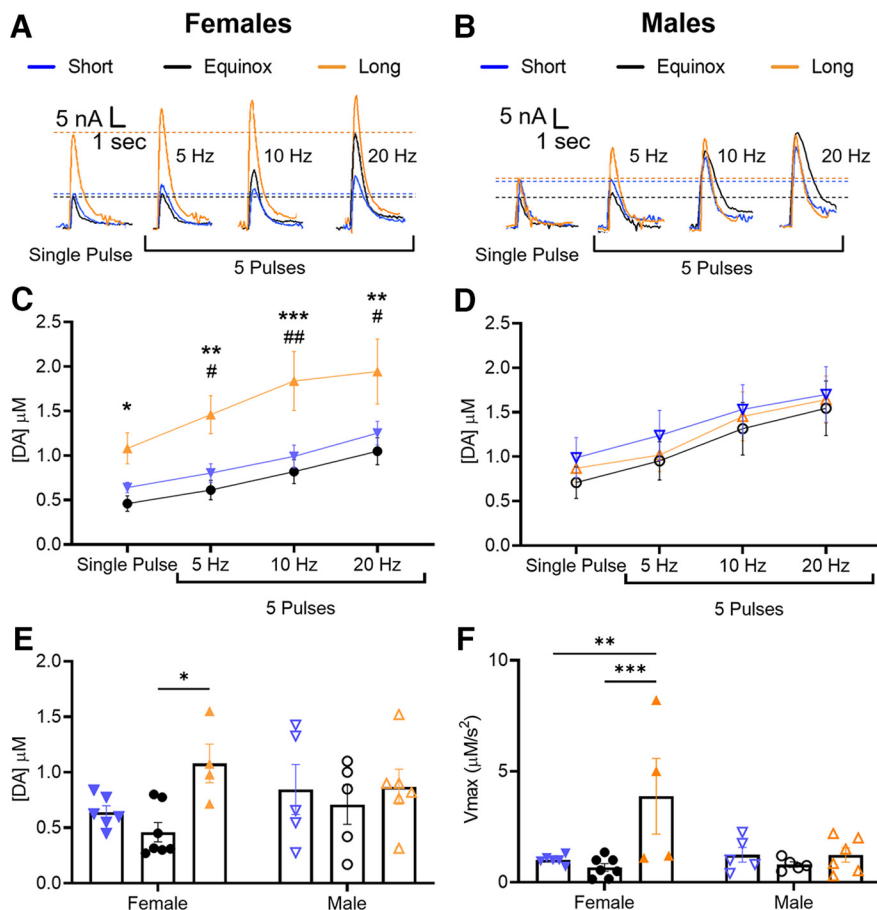 A Females
Short Equinox Long
5 nA
1 sec
5 Hz 10 Hz 20 Hz
Single Pulse
5 Pulses
B Males
Short Equinox Long
5 nA
1 sec
5 Hz 10 Hz 20 Hz
Single Pulse
5 Pulses
C
[DA] μM
2.5
2.0
1.5
1.0
0.5
0.0
* ** *** **
# ## #
Single Pulse 5 Hz 10 Hz 20 Hz
5 Pulses
D
[DA] μM
2.5
2.0
1.5
1.0
0.5
0.0
Single Pulse 5 Hz 10 Hz 20 Hz
5 Pulses
E
[DA] μM
2.0
1.5
1.0
0.5
0.0
*
Female Male
F
Vmax (μM/s²)
10
5
0
**
***
Female Male